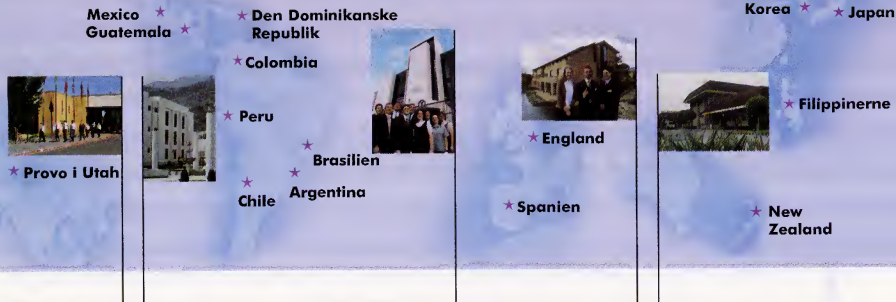 Mexico
Guatemala
Den Dominikanske
Republik
Colombia
Peru
Provo i Utah
Brasilien
Chile
Argentina
England
Spanien
Korea
Japan
Filippinerne
New
Zealand